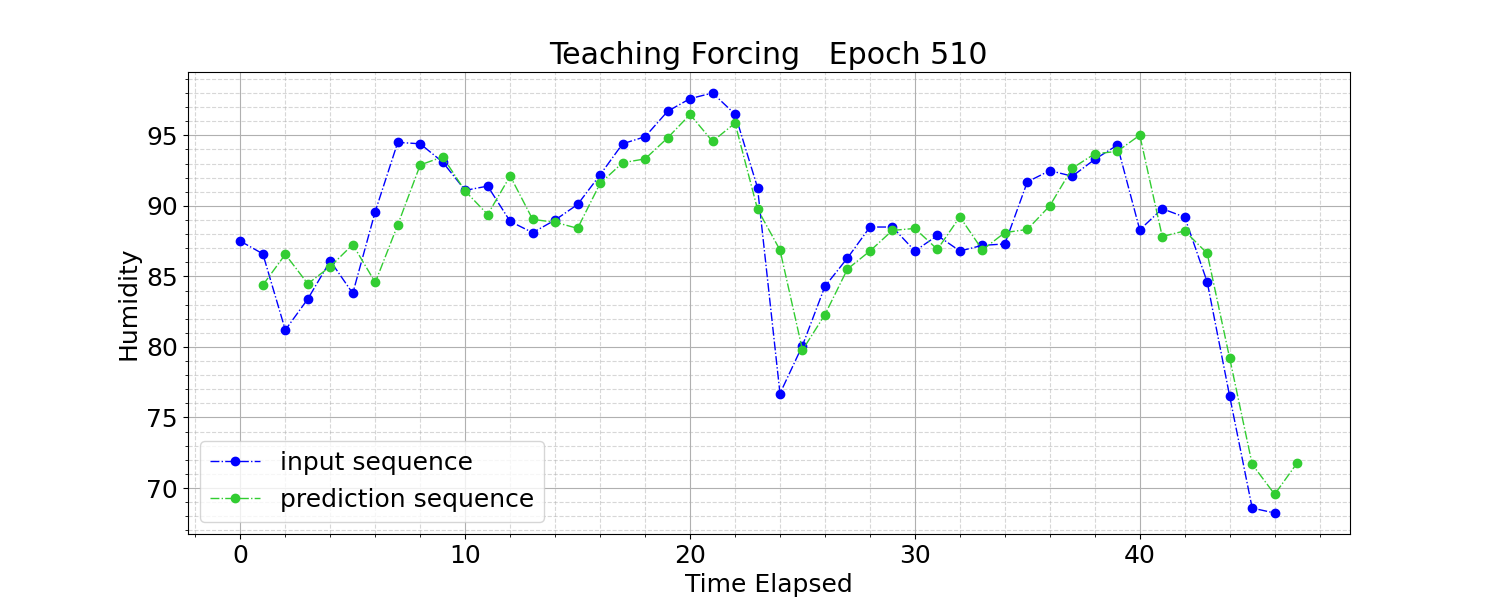 Teaching Forcing   Epoch 510
Humidity
95
90
85
80
75
70
input sequence
prediction sequence
0 10 20 30 40
Time Elapsed